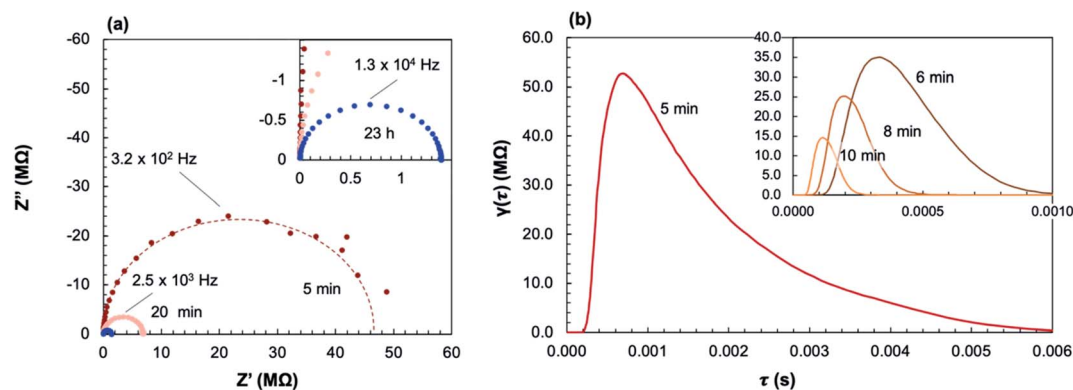 (a)
-60
-50
-40
-30
-20
-10
0
0 10 20 30 40 50 60
Z'' (MΩ)
Z' (MΩ)
3.2 x 10² Hz
2.5 x 10³ Hz
20 min
5 min
-1
-0.5
0
0 0.5 1
1.3 x 10⁴ Hz
23 h
(b)
60.0
50.0
40.0
30.0
20.0
10.0
0.0
0.000 0.001 0.002 0.003 0.004 0.005 0.006
γ(τ) (MΩ)
τ (s)
5 min
40.0
35.0
30.0
25.0
20.0
15.0
10.0
5.0
0.0
0.0000 0.0005 0.0010
6 min
8 min
10 min